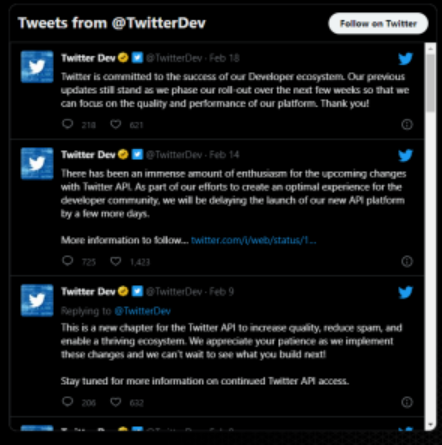 Tweets from @TwitterDev
Follow on Twitter
Twitter Dev @TwitterDev · Feb 18
Twitter is committed to the success of our Developer ecosystem. Our previous
updates still stand as we phase our roll-out over the next few weeks so that we
can focus on the quality and performance of our platform. Thank you!
218 621
Twitter Dev @TwitterDev · Feb 14
There has been an immense amount of enthusiasm for the upcoming changes
with Twitter API. As part of our efforts to create an optimal experience for the
developer community, we will be delaying the launch of our new API platform
by a few more days.
More information to follow... twitter.com/i/web/status/1...
725 1,423
Twitter Dev @TwitterDev · Feb 9
Replying to @TwitterDev
This is a new chapter for the Twitter API to increase quality, reduce spam, and
enable a thriving ecosystem. We appreciate your patience as we implement
these changes and we can't wait to see what you build next!
Stay tuned for more information on continued Twitter API access.
206 632